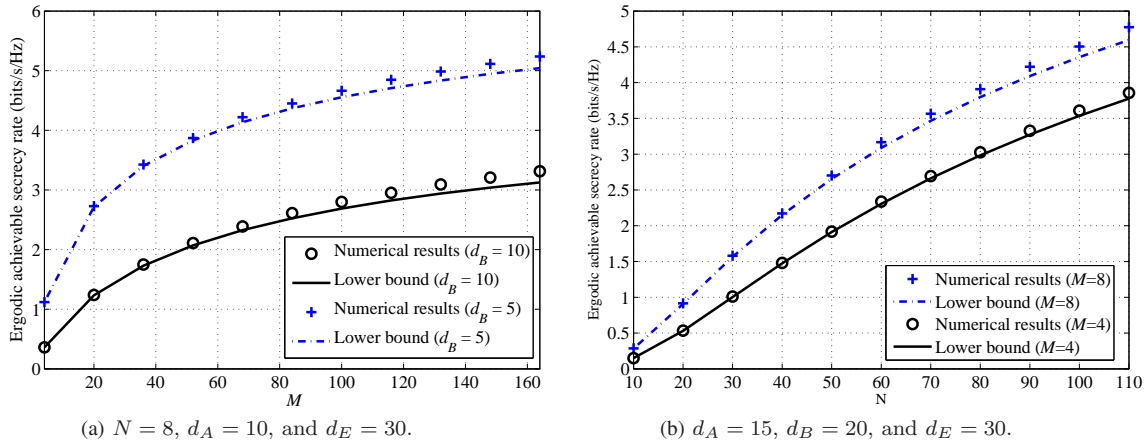 Ergodic achievable secrecy rate (bits/s/Hz)
6
5
4
3
2
1
0
20 40 60 80 100 120 140 160
M
Numerical results (d_B = 10)
Lower bound (d_B = 10)
Numerical results (d_B = 5)
Lower bound (d_B = 5)
(a) N = 8, d_A = 10, and d_E = 30.
Ergodic achievable secrecy rate (bits/s/Hz)
5
4.5
4
3.5
3
2.5
2
1.5
1
0.5
0
10 20 30 40 50 60 70 80 90 100 110
N
Numerical results (M=8)
Lower bound (M=8)
Numerical results (M=4)
Lower bound (M=4)
(b) d_A = 15, d_B = 20, and d_E = 30.